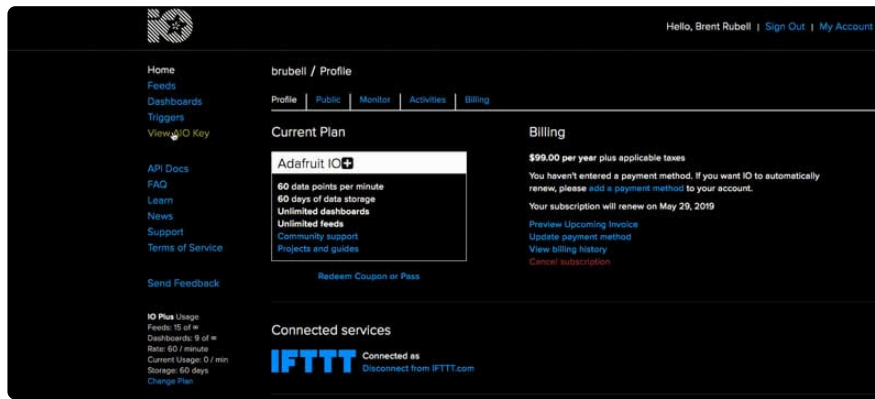 Hello, Brent Rubell | Sign Out | My Account
Home
Feeds
Dashboards
Triggers
View AIO Key
API Docs
FAQ
Learn
News
Support
Terms of Service
Send Feedback
IO Plus Usage
Feeds: 15 of ∞
Dashboards: 9 of ∞
Rate: 60 / minute
Current Usage: 0 / min
Storage: 60 days
Change Plan
brubell / Profile
Profile | Public | Monitor | Activities | Billing
Current Plan
Adafruit IO+
60 data points per minute
60 days of data storage
Unlimited dashboards
Unlimited feeds
Community support
Projects and guides
Redeem Coupon or Pass
Billing
$99.00 per year plus applicable taxes
You haven't entered a payment method. If you want IO to automatically
renew, please add a payment method to your account.
Your subscription will renew on May 29, 2019
Preview Upcoming Invoice
Update payment method
View billing history
Cancel subscription
Connected services
IFTTT
Connected as
Disconnect from IFTTT.com